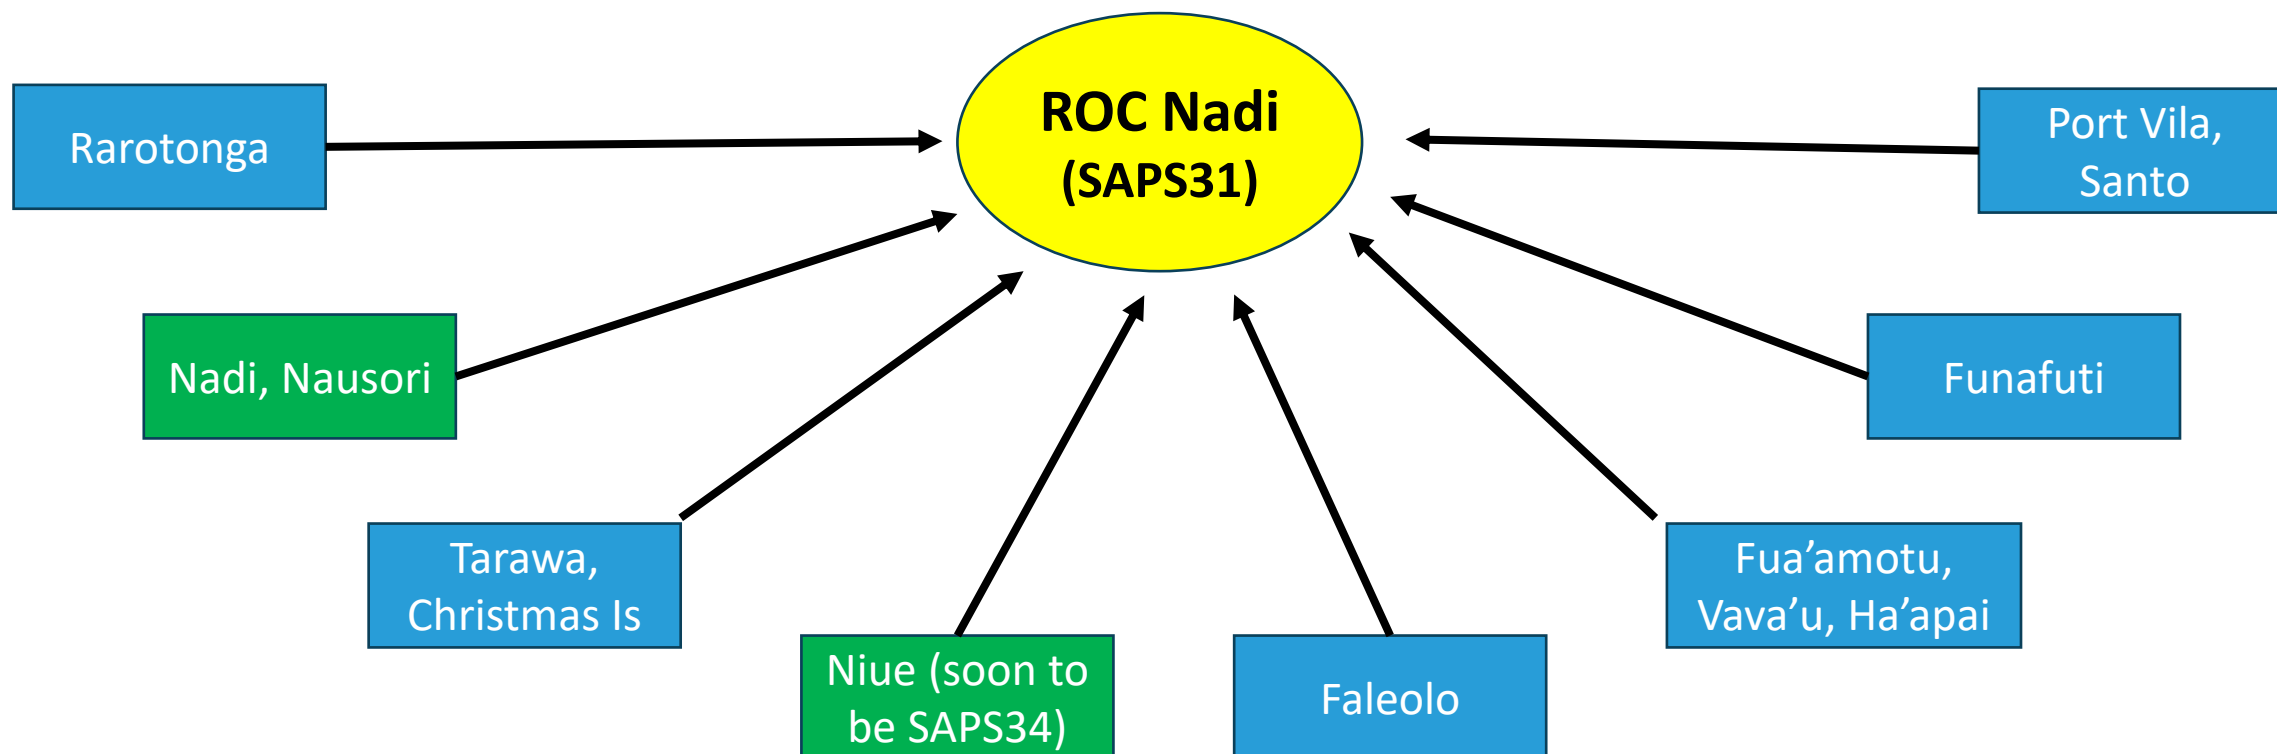 ROC Nadi
(SAPS31)
Rarotonga
Port Vila,
Santo
Nadi, Nausori
Funafuti
Tarawa,
Christmas Is
Fua’amotu,
Vava’u, Ha’apai
Niue (soon to
be SAPS34)
Faleolo